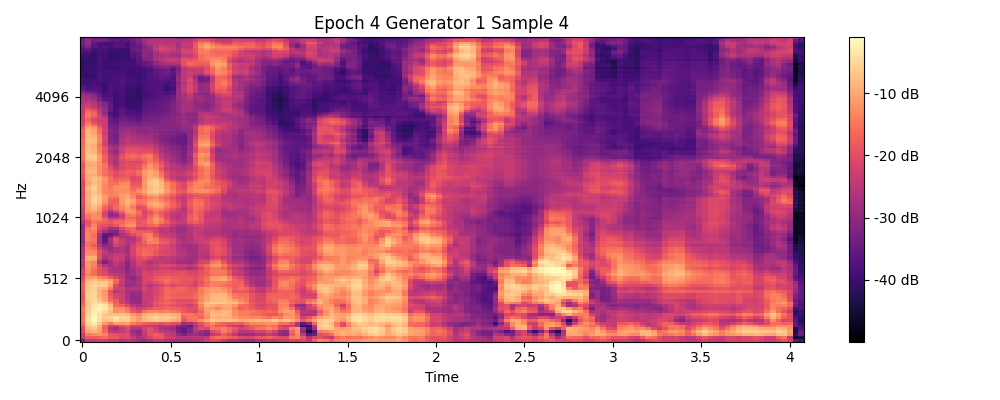 Epoch 4 Generator 1 Sample 4
Hz
4096
2048
1024
512
0
0 0.5 1 1.5 2 2.5 3 3.5 4
Time
-10 dB
-20 dB
-30 dB
-40 dB